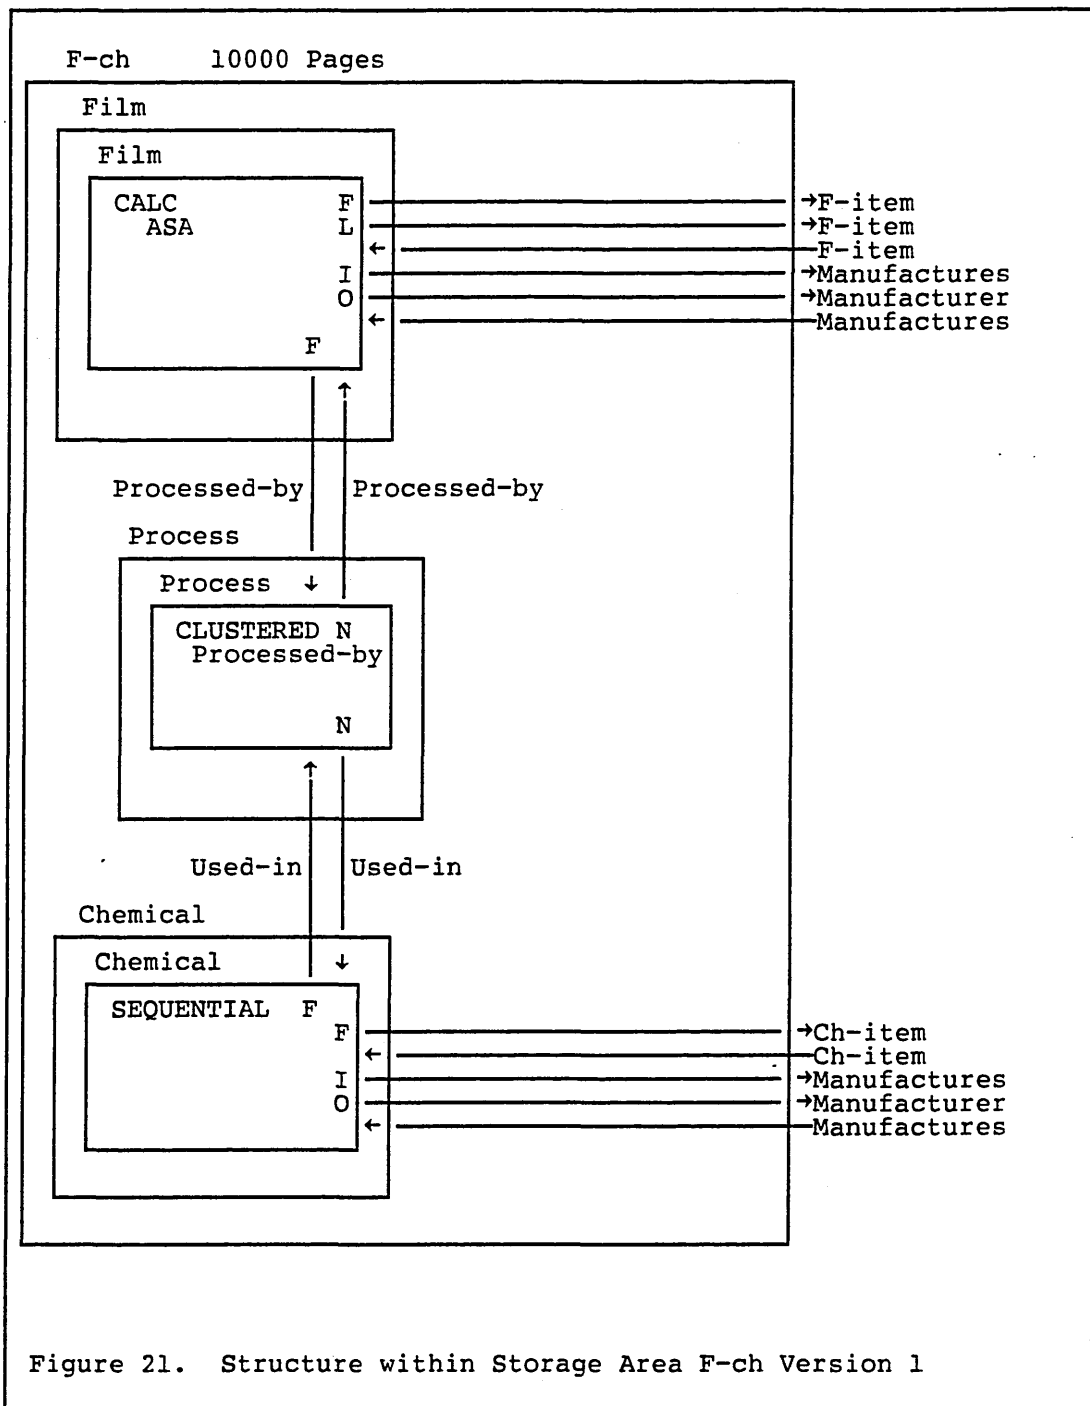 F-ch 10000 Pages
Film
Film
CALC F →F-item
ASA L →F-item
← F-item
I →Manufactures
O →Manufacturer
← Manufactures
F
↑
Processed-by Processed-by
Process
Process ↓
CLUSTERED N
Processed-by
N
↑
Used-in Used-in
Chemical
Chemical ↓
SEQUENTIAL F
F →Ch-item
← Ch-item
I →Manufactures
O →Manufacturer
← Manufactures
Figure 21. Structure within Storage Area F-ch Version 1